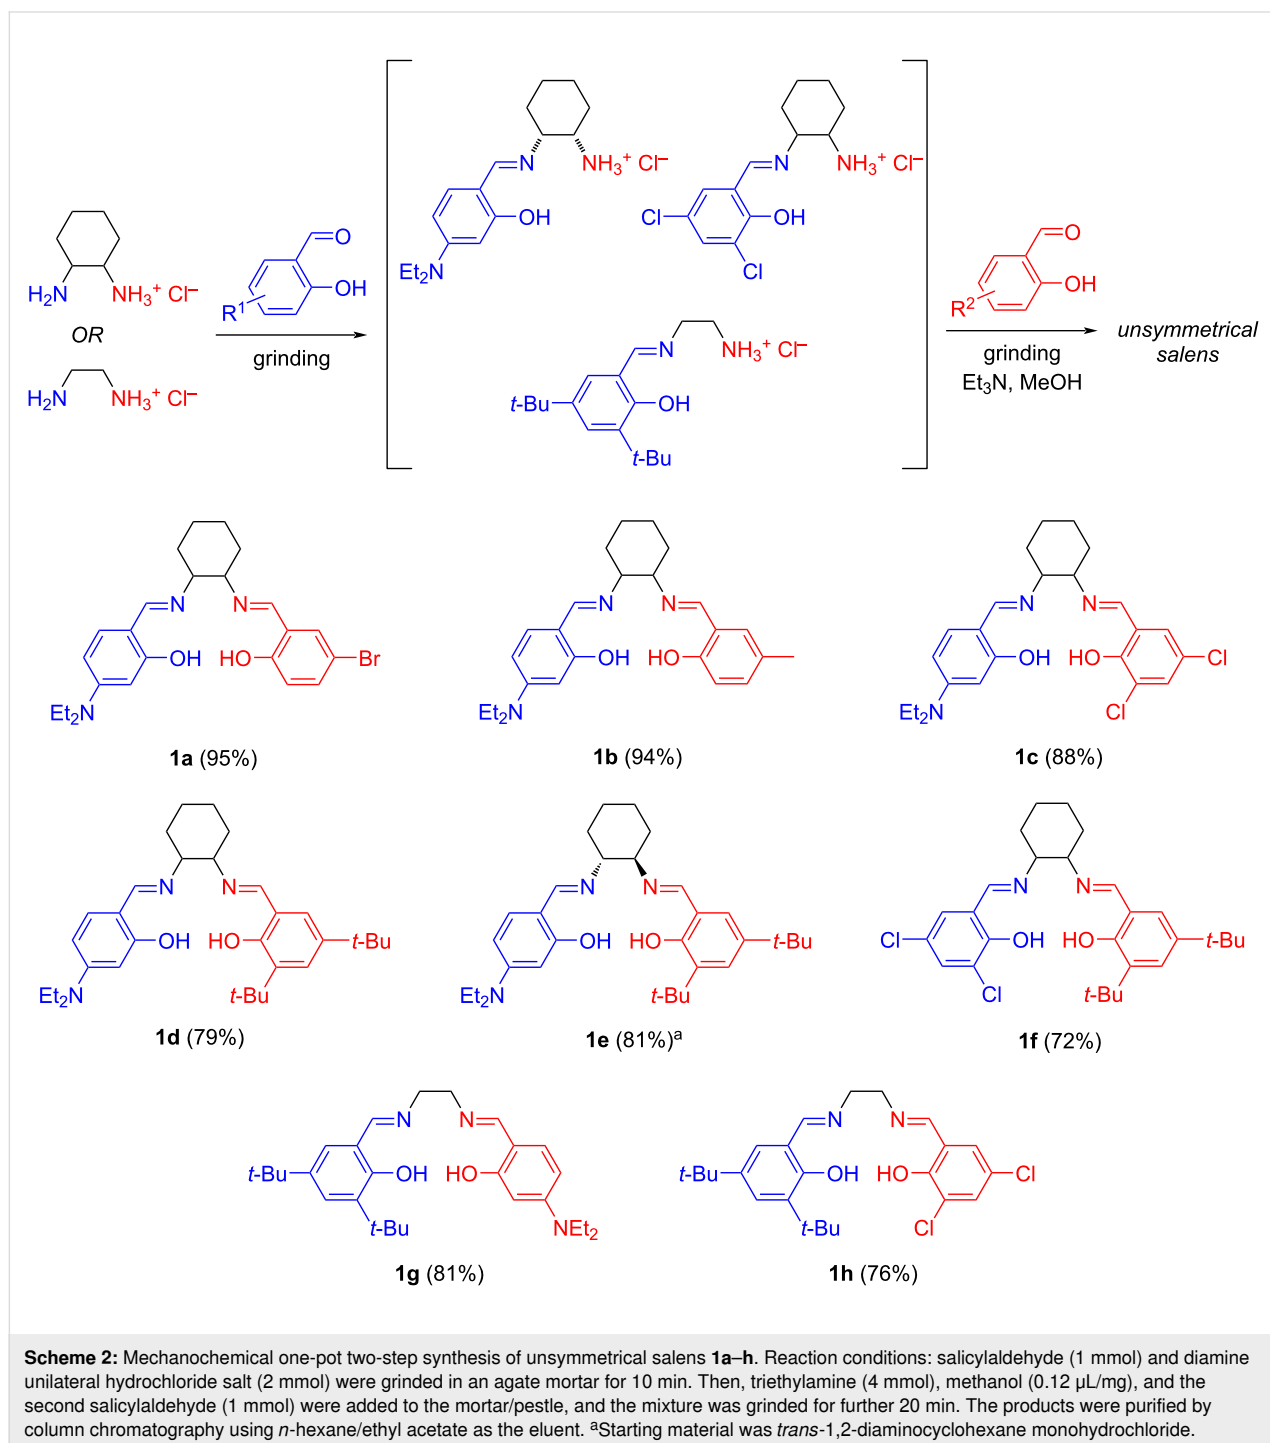 H₂N
NH₃⁺ Cl⁻
OR
H₂N
NH₃⁺ Cl⁻
O
OH
R¹
grinding
N
NH₃⁺ Cl⁻
OH
Et₂N
N
NH₃⁺ Cl⁻
Cl
OH
Cl
N
NH₃⁺ Cl⁻
t-Bu
OH
t-Bu
O
OH
R²
grinding
Et₃N, MeOH
unsymmetrical
salens
N
N
OH
HO
Br
Et₂N
1a (95%)
N
N
OH
HO
Et₂N
1b (94%)
N
N
OH
HO
Cl
Et₂N
Cl
1c (88%)
N
N
OH
HO
t-Bu
Et₂N
t-Bu
1d (79%)
N
N
OH
HO
t-Bu
Et₂N
t-Bu
1e (81%)ᵃ
N
N
Cl
OH
HO
t-Bu
Cl
t-Bu
1f (72%)
N
N
t-Bu
OH
HO
t-Bu
NEt₂
1g (81%)
N
N
t-Bu
OH
HO
Cl
t-Bu
Cl
1h (76%)
Scheme 2: Mechanochemical one-pot two-step synthesis of unsymmetrical salens 1a–h. Reaction conditions: salicylaldehyde (1 mmol) and diamine
unilateral hydrochloride salt (2 mmol) were grinded in an agate mortar for 10 min. Then, triethylamine (4 mmol), methanol (0.12 μL/mg), and the
second salicylaldehyde (1 mmol) were added to the mortar/pestle, and the mixture was grinded for further 20 min. The products were purified by
column chromatography using n-hexane/ethyl acetate as the eluent. ᵃStarting material was trans-1,2-diaminocyclohexane monohydrochloride.